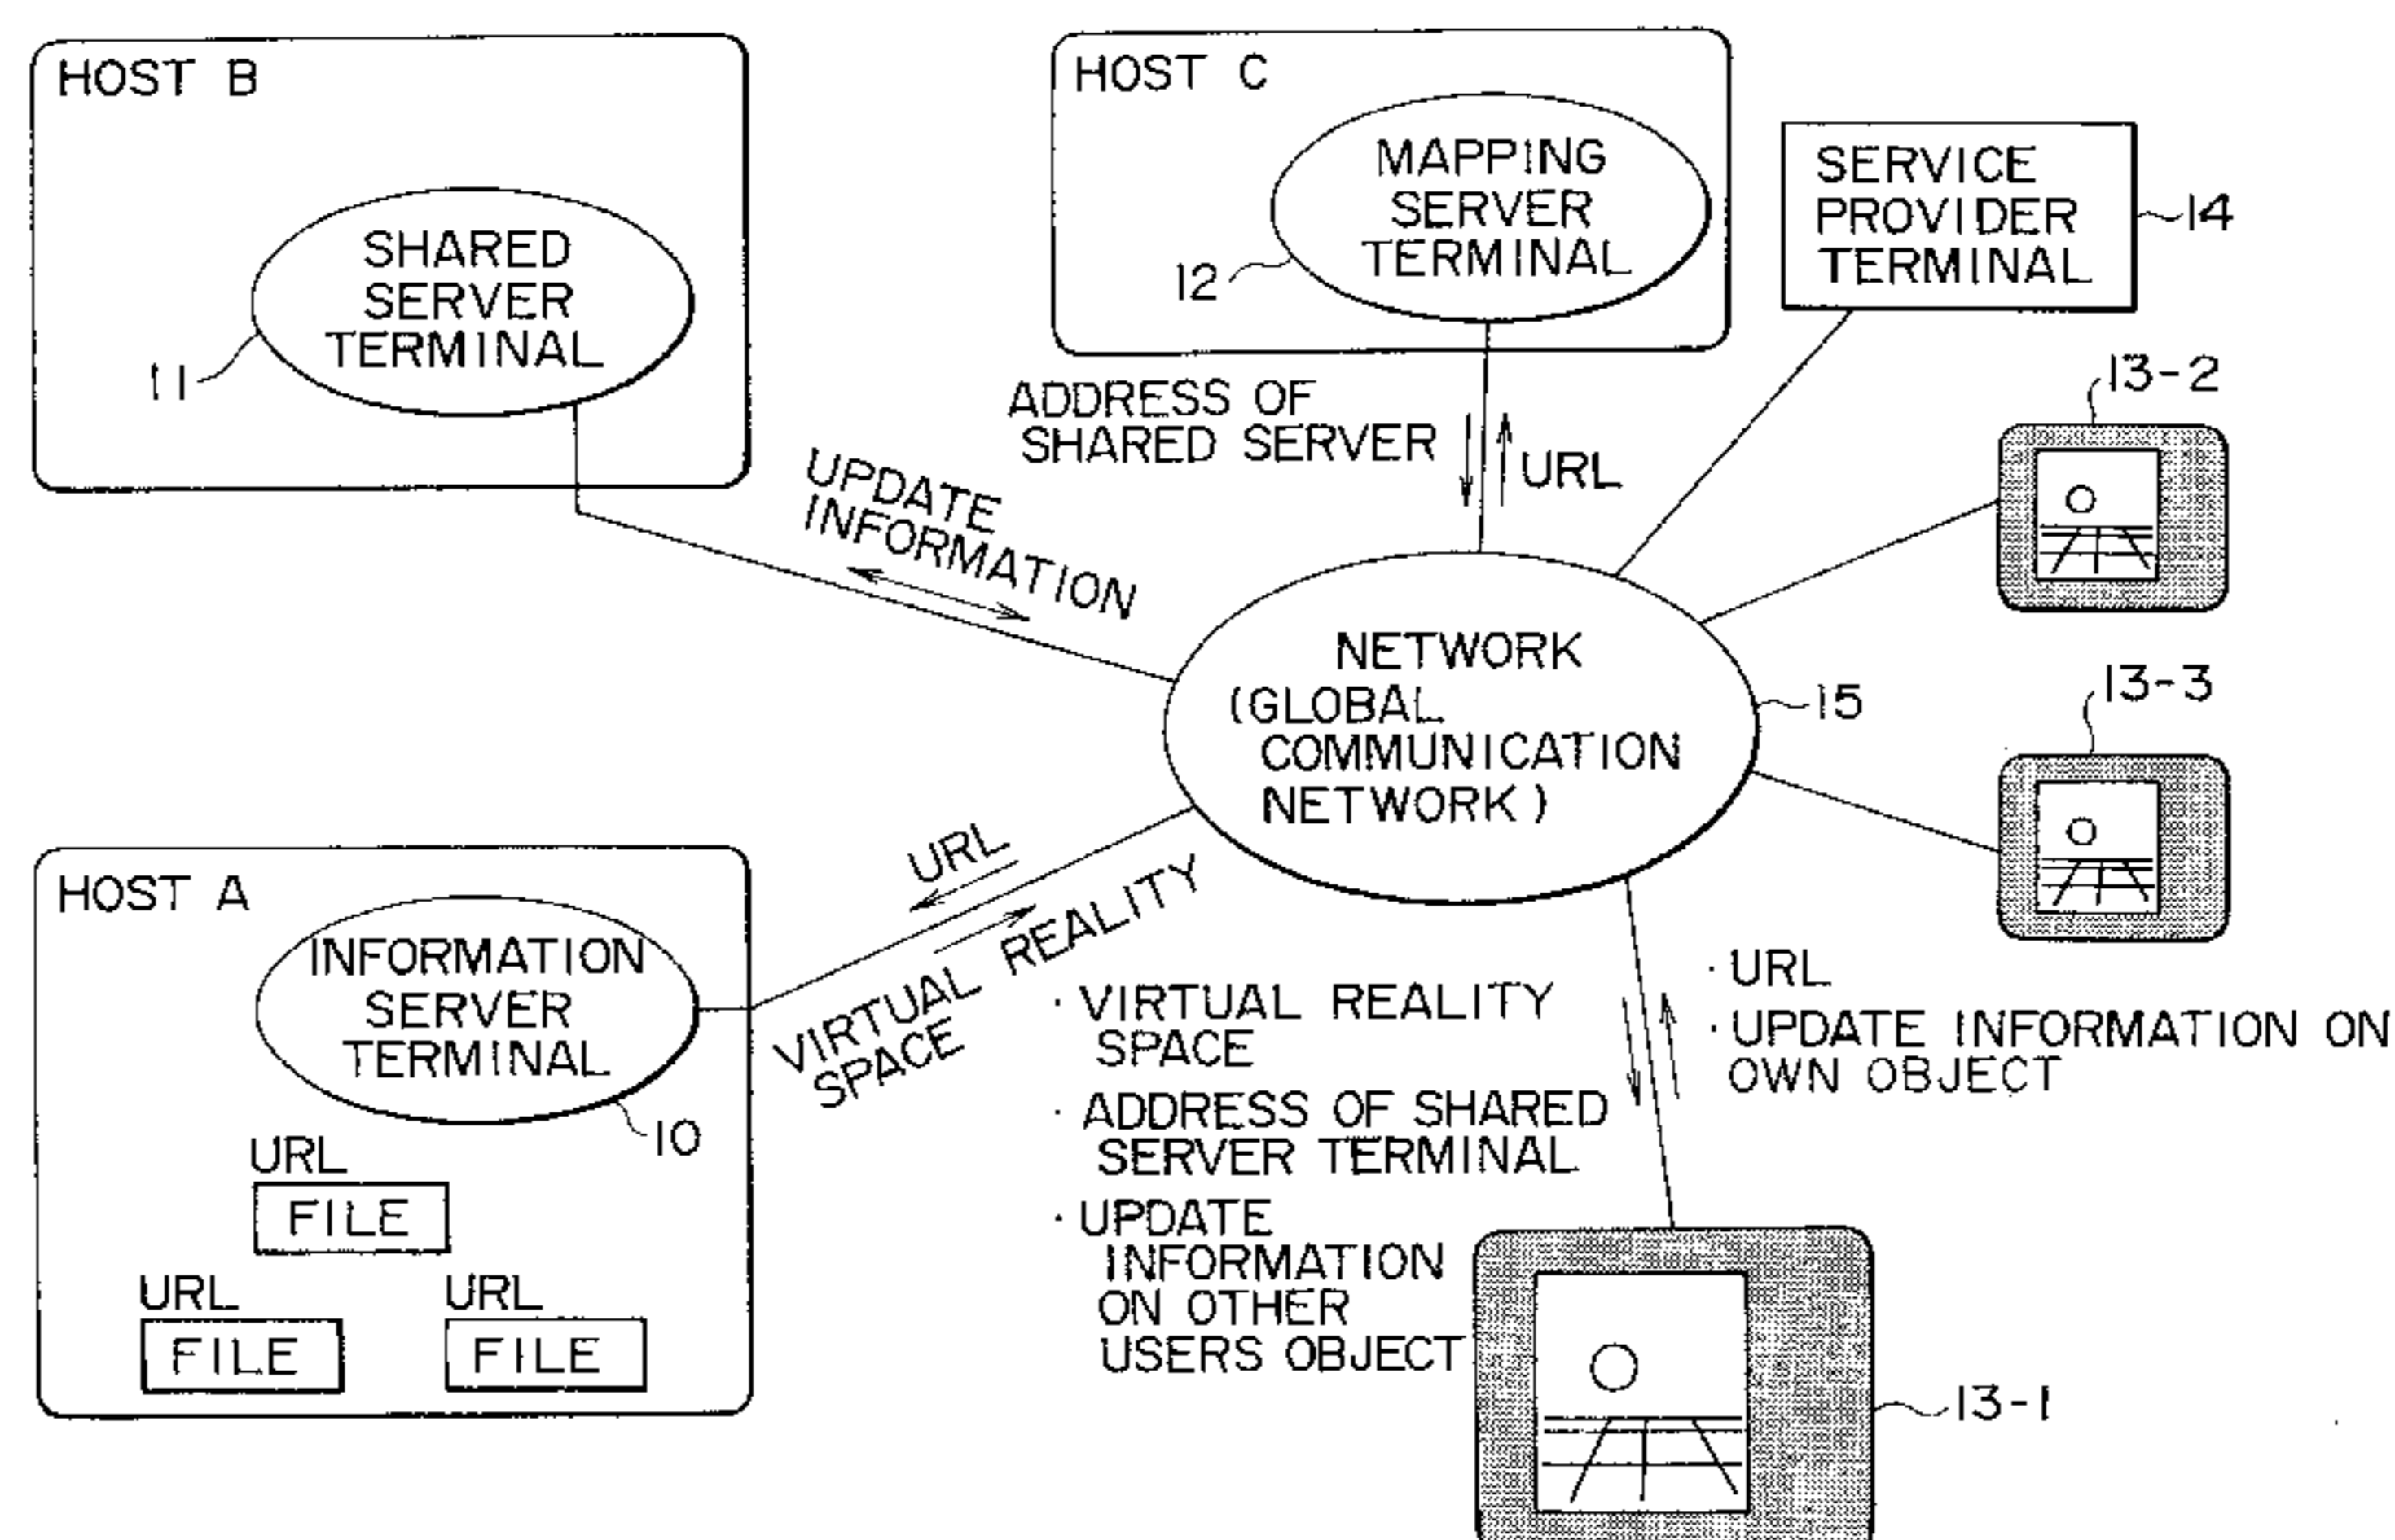 HOST B
SHARED
SERVER
TERMINAL
11
HOST C
MAPPING
SERVER
TERMINAL
12
SERVICE
PROVIDER
TERMINAL
14
ADDRESS OF
SHARED SERVER
URL
UPDATE
INFORMATION
13-2
13-3
NETWORK
(GLOBAL
COMMUNICATION
NETWORK)
15
HOST A
INFORMATION
SERVER
TERMINAL
10
URL
FILE
URL
FILE
URL
FILE
URL
VIRTUAL REALITY
SPACE
· VIRTUAL REALITY
SPACE
· ADDRESS OF SHARED
SERVER TERMINAL
· UPDATE
INFORMATION
ON OTHER
USERS OBJECT
· URL
· UPDATE INFORMATION ON
OWN OBJECT
13-1